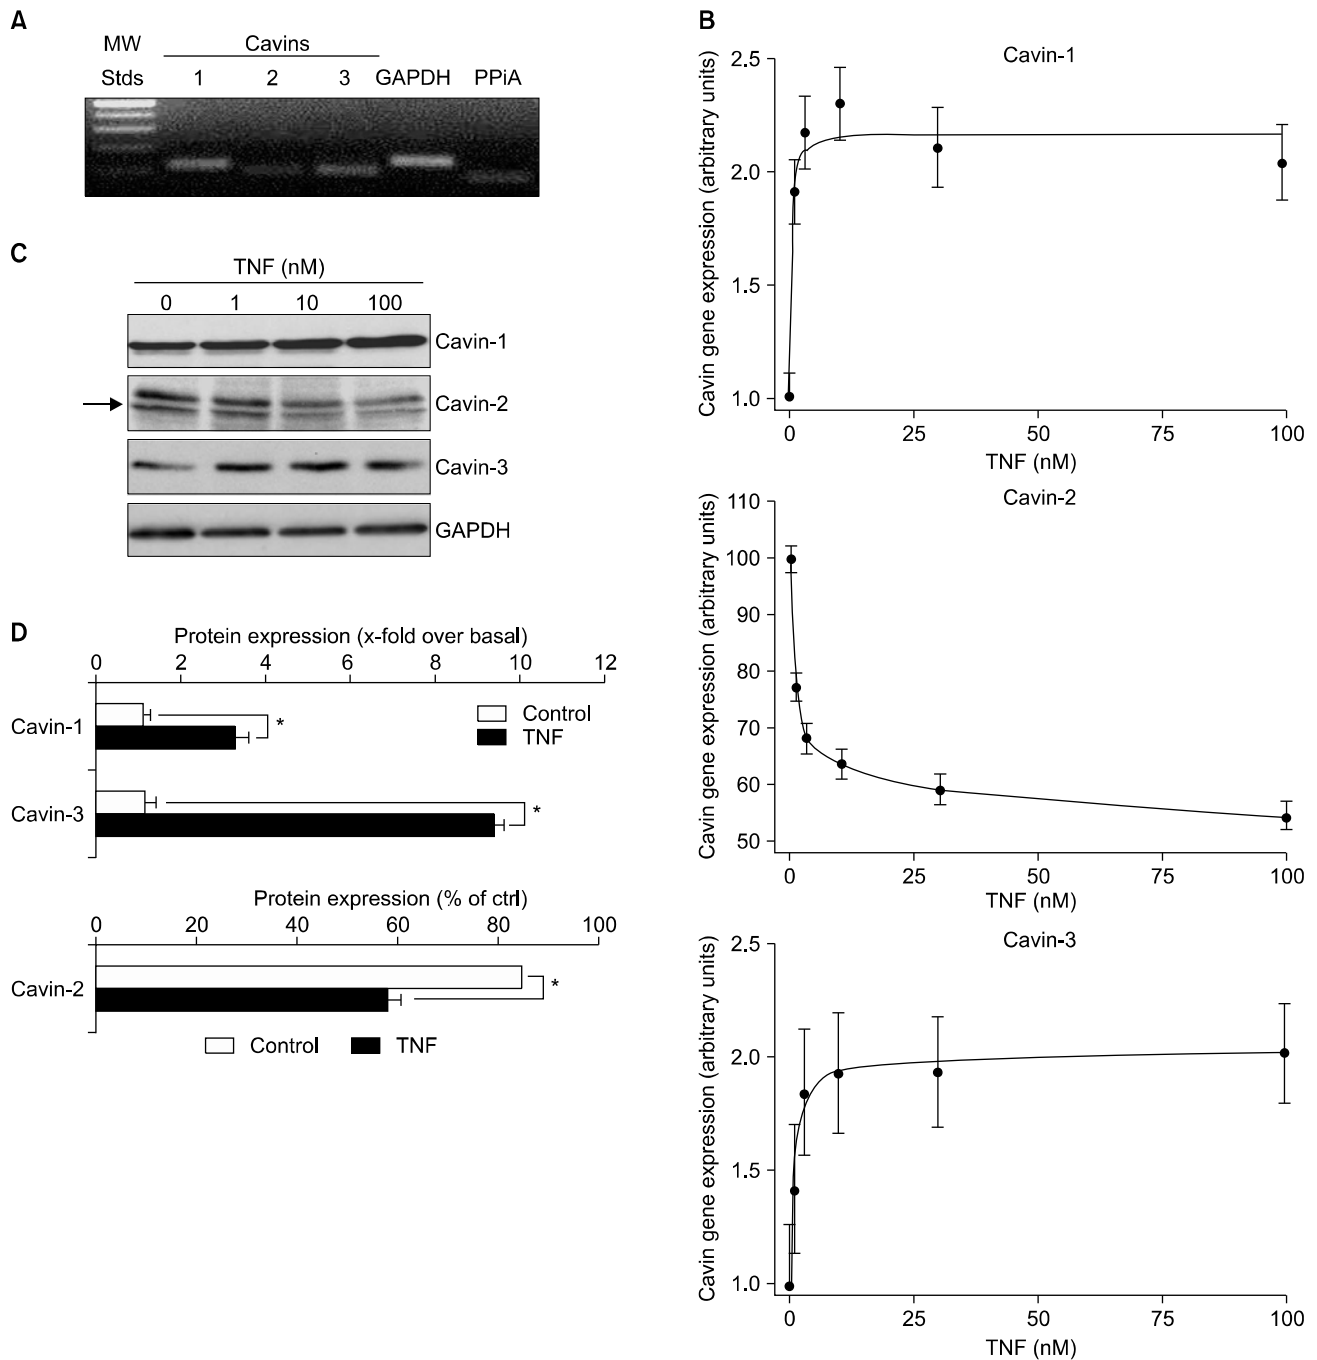 A
MW
Cavins
Stds 1 2 3 GAPDH PPiA
B
Cavin-1
Cavin gene expression (arbitrary units)
2.5
2.0
1.5
1.0
0 25 50 75 100
TNF (nM)
C
TNF (nM)
0 1 10 100
Cavin-1
Cavin-2
Cavin-3
GAPDH
Cavin-2
Cavin gene expression (arbitrary units)
110
100
90
80
70
60
50
0 25 50 75 100
TNF (nM)
D
Protein expression (x-fold over basal)
0 2 4 6 8 10 12
Cavin-1
*
Control
TNF
Cavin-3
*
Protein expression (% of ctrl)
0 20 40 60 80 100
Cavin-2
*
Control TNF
Cavin-3
Cavin gene expression (arbitrary units)
2.5
2.0
1.5
1.0
0 25 50 75 100
TNF (nM)